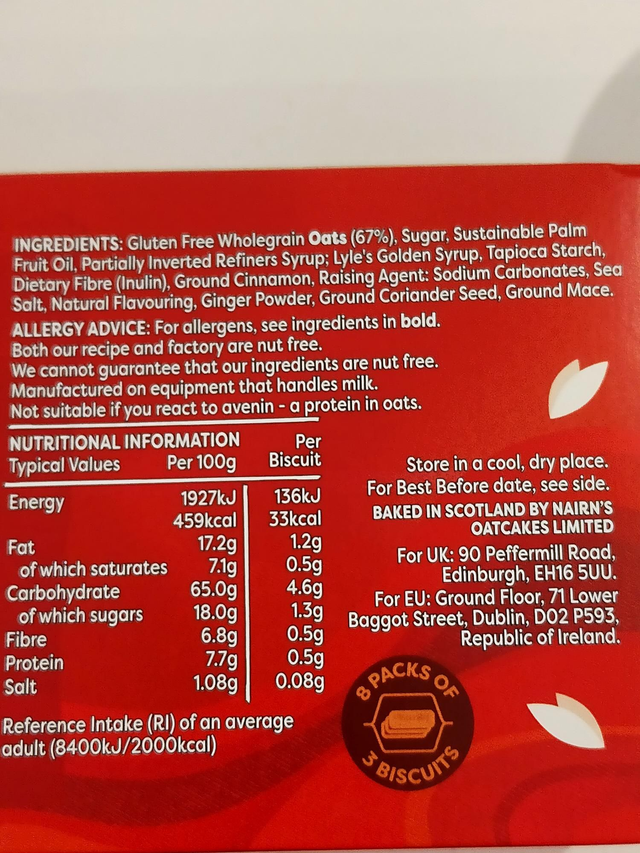 INGREDIENTS: Gluten Free Wholegrain Oats (67%), Sugar, Sustainable Palm
Fruit Oil, Partially Inverted Refiners Syrup; Lyle's Golden Syrup, Tapioca Starch,
Dietary Fibre (Inulin), Ground Cinnamon, Raising Agent: Sodium Carbonates, Sea
Salt, Natural Flavouring, Ginger Powder, Ground Coriander Seed, Ground Mace.
ALLERGY ADVICE: For allergens, see ingredients in bold.
Both our recipe and factory are nut free.
We cannot guarantee that our ingredients are nut free.
Manufactured on equipment that handles milk.
Not suitable if you react to avenin - a protein in oats.
NUTRITIONAL INFORMATION Per
Typical Values Per 100g Biscuit
Energy 1927kJ 136kJ
459kcal 33kcal
Fat 17.2g 1.2g
of which saturates 7.1g 0.5g
Carbohydrate 65.0g 4.6g
of which sugars 18.0g 1.3g
Fibre 6.8g 0.5g
Protein 7.7g 0.5g
Salt 1.08g 0.08g
Reference Intake (RI) of an average
adult (8400kJ/2000kcal)
Store in a cool, dry place.
For Best Before date, see side.
BAKED IN SCOTLAND BY NAIRN'S
OATCAKES LIMITED
For UK: 90 Peffermill Road,
Edinburgh, EH16 5UU.
For EU: Ground Floor, 71 Lower
Baggot Street, Dublin, D02 P593,
Republic of Ireland.
8 PACKS OF
3 BISCUITS